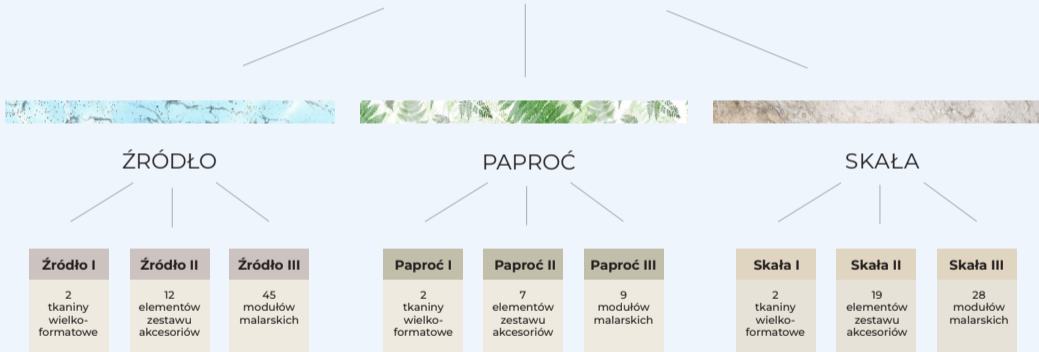 ŹRÓDŁO
PAPROĆ
SKAŁA
Źródło I
Źródło II
Źródło III
Paproć I
Paproć II
Paproć III
Skała I
Skała II
Skała III
2
tkaniny
wielko-
formatowe
12
elementów
zestawu
akcesoriów
45
modułów
malarskich
2
tkaniny
wielko-
formatowe
7
elementów
zestawu
akcesoriów
9
modułów
malarskich
2
tkaniny
wielko-
formatowe
19
elementów
zestawu
akcesoriów
28
modułów
malarskich